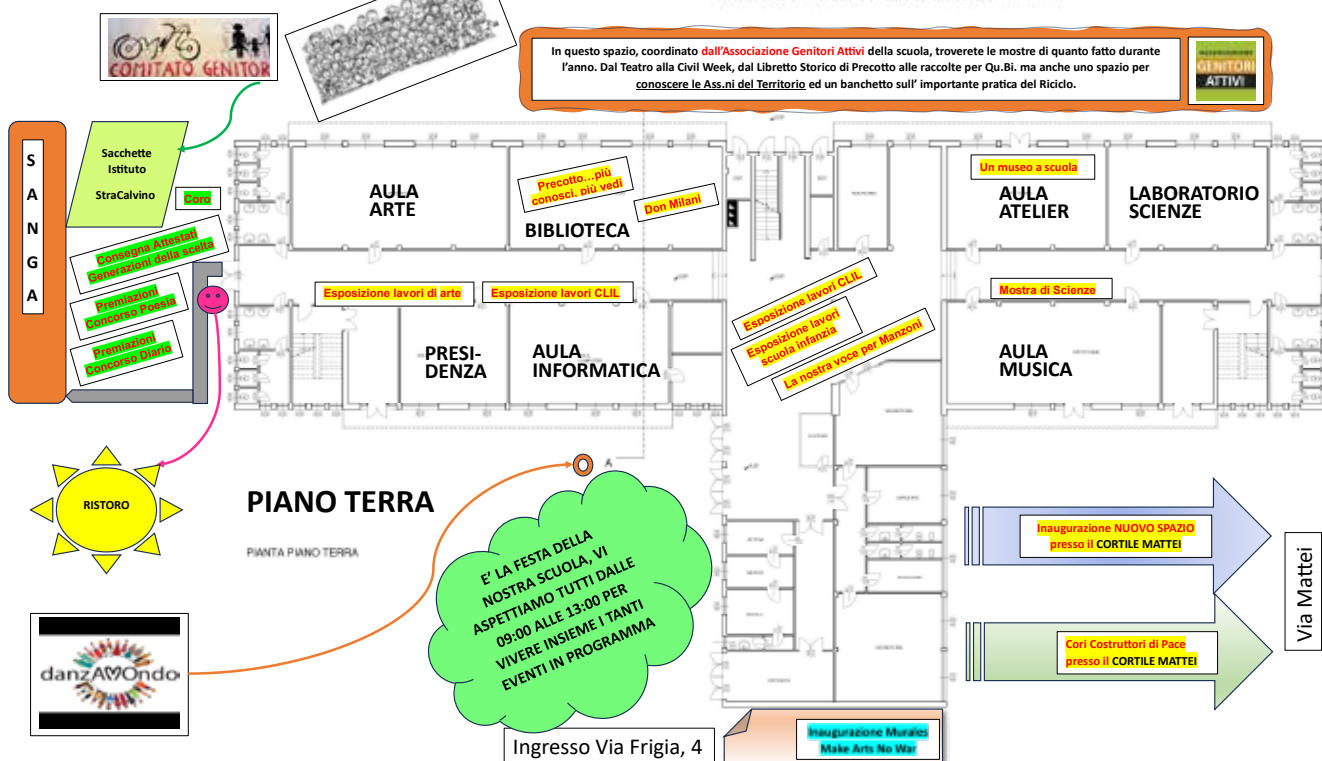 COMITATO GENITOR
In questo spazio, coordinato dall'Associazione Genitori Attivi della scuola, troverete le mostre di quanto fatto durante
l'anno. Dal Teatro alla Civil Week, dal Libretto Storico di Precotto alle raccolte per Qu.Bi. ma anche uno spazio per
conoscere le Ass.ni del Territorio ed un banchetto sull' importante pratica del Riciclo.
GENITORI
ATTIVI
S
A
N
G
A
Sacchette
Istituto
StraCalvino
Coro
Consegna Attestati
Generazioni della scelta
Premiazioni
Concorso Poesia
Premiazioni
Concorso Diario
AULA
ARTE
Precotto...più
conosci, più vedi
Don Milani
BIBLIOTECA
Un museo a scuola
AULA
ATELIER
LABORATORIO
SCIENZE
Esposizione lavori di arte
Esposizione lavori CLIL
Esposizione lavori CLIL
Esposizione lavori
scuola infanzia
La nostra voce per Manzoni
Mostra di Scienze
PRESI-
DENZA
AULA
INFORMATICA
AULA
MUSICA
RISTORO
PIANO TERRA
PIANTA PIANO TERRA
A
E' LA FESTA DELLA
NOSTRA SCUOLA, VI
ASPETTIAMO TUTTI DALLE
09:00 ALLE 13:00 PER
VIVERE INSIEME I TANTI
EVENTI IN PROGRAMMA
Inaugurazione NUOVO SPAZIO
presso il CORTILE MATTEI
Cori Costruttori di Pace
presso il CORTILE MATTEI
Via Mattei
danzAMOndo
Ingresso Via Frigia, 4
Inaugurazione Murales
Make Arts No War